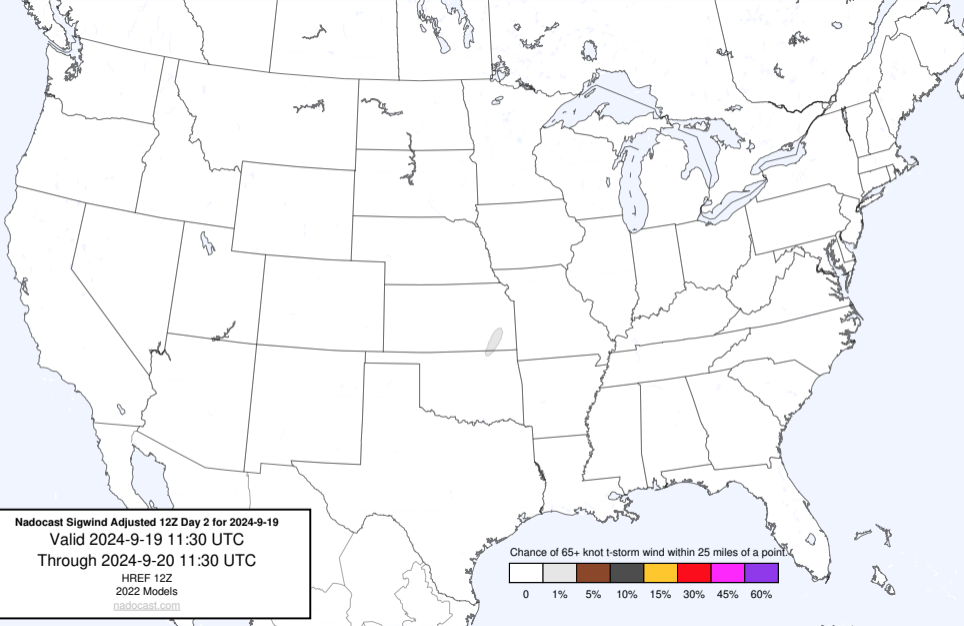 Nadocast Sigwind Adjusted 12Z Day 2 for 2024-9-19
Valid 2024-9-19 11:30 UTC
Through 2024-9-20 11:30 UTC
HREF 12Z
2022 Models
nadocast.com
Chance of 65+ knot t-storm wind within 25 miles of a point.
0 1% 5% 10% 15% 30% 45% 60%